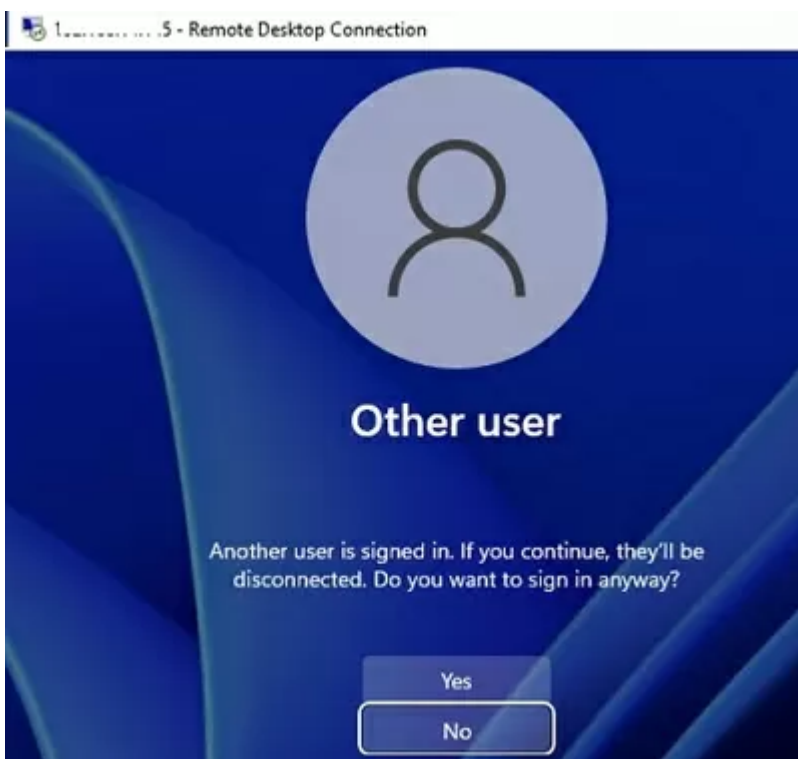 - Remote Desktop Connection
Other user
Another user is signed in. If you continue, they'll be
disconnected. Do you want to sign in anyway?
Yes
No